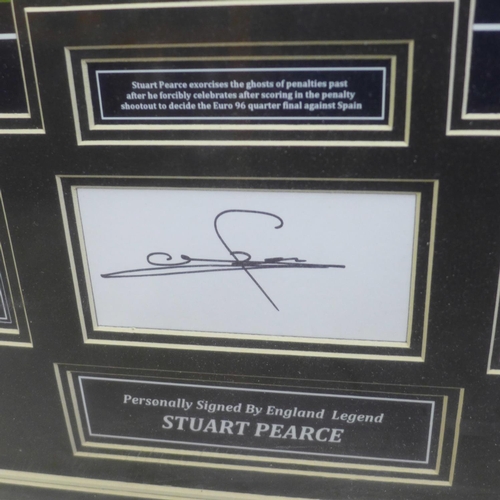 Stuart Pearce exorcises the ghosts of penalties past
after he forcibly celebrates after scoring in the penalty
shootout to decide the Euro 96 quarter final against Spain
Personally Signed By England Legend
STUART PEARCE